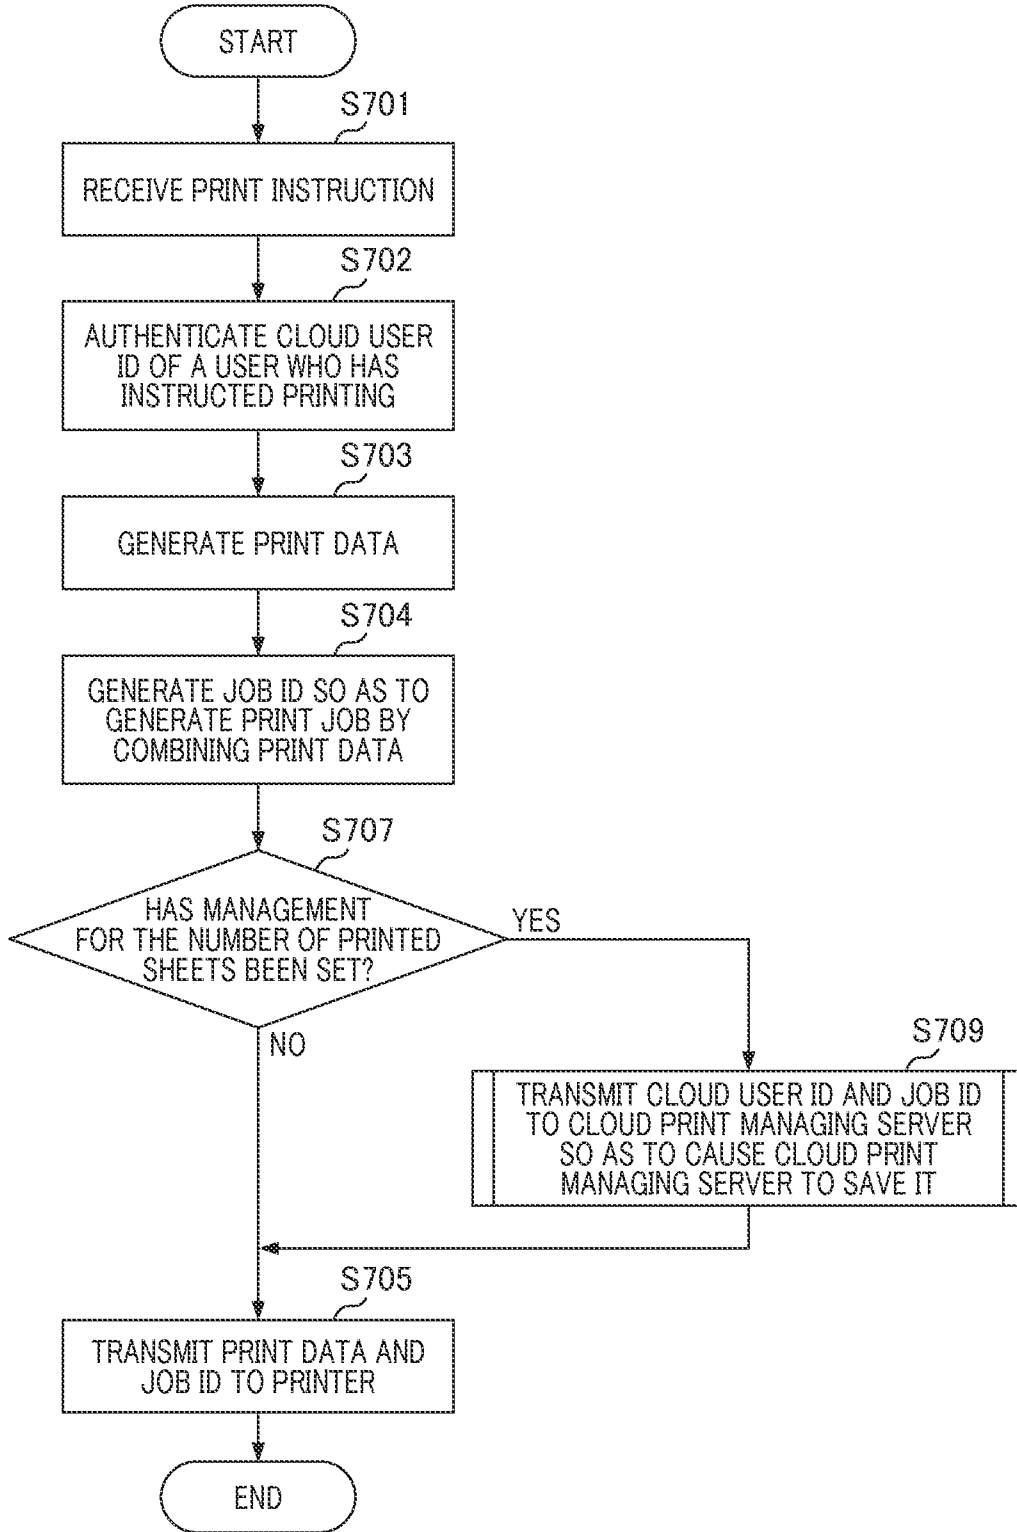 START
S701
RECEIVE PRINT INSTRUCTION
S702
AUTHENTICATE CLOUD USER
ID OF A USER WHO HAS
INSTRUCTED PRINTING
S703
GENERATE PRINT DATA
S704
GENERATE JOB ID SO AS TO
GENERATE PRINT JOB BY
COMBINING PRINT DATA
S707
HAS MANAGEMENT
FOR THE NUMBER OF PRINTED
SHEETS BEEN SET?
YES
NO
S709
TRANSMIT CLOUD USER ID AND JOB ID
TO CLOUD PRINT MANAGING SERVER
SO AS TO CAUSE CLOUD PRINT
MANAGING SERVER TO SAVE IT
S705
TRANSMIT PRINT DATA AND
JOB ID TO PRINTER
END